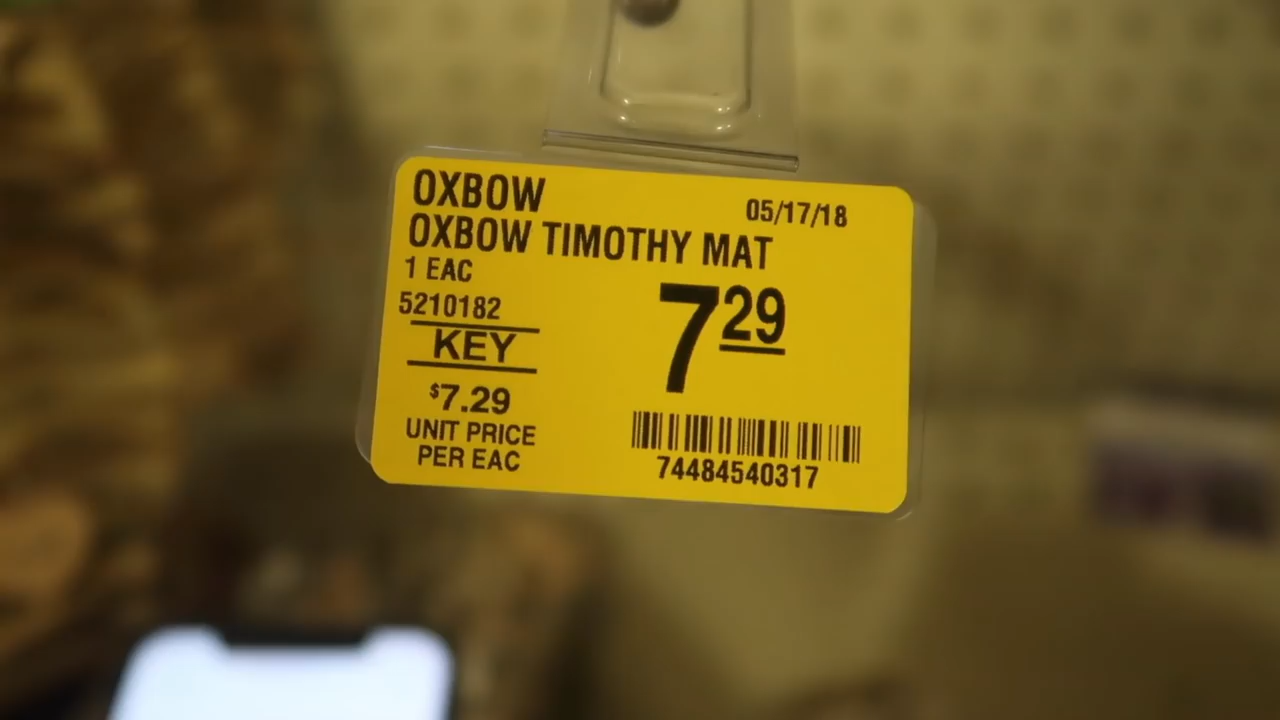 OXBOW
05/17/18
OXBOW TIMOTHY MAT
1 EAC
5210182
7 29
KEY
$7.29
UNIT PRICE
PER EAC
74484540317